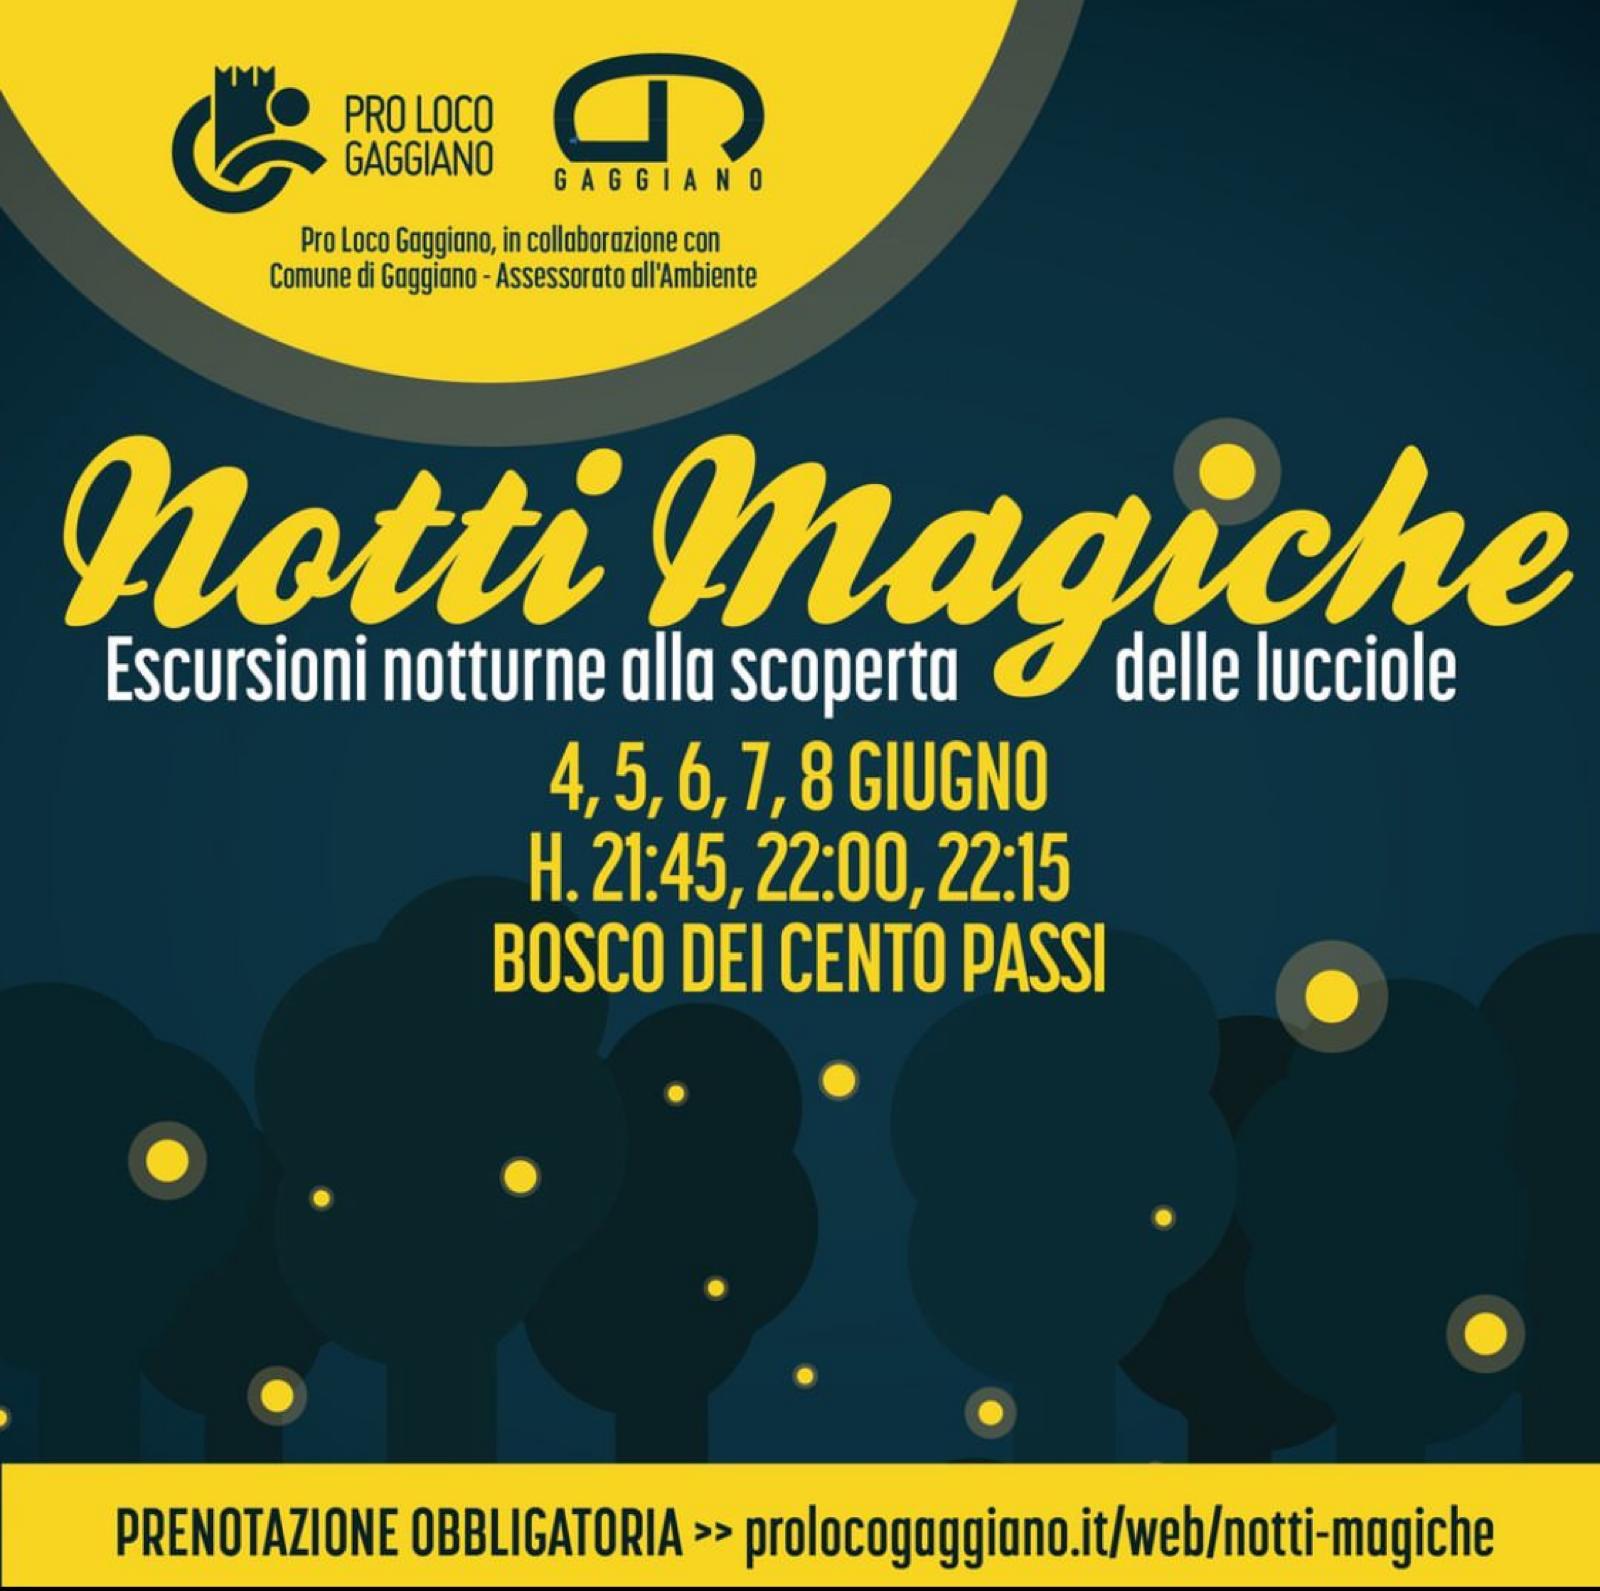 PRO LOCO
GAGGIANO
GAGGIANO
Pro Loco Gaggiano, in collaborazione con
Comune di Gaggiano - Assessorato all'Ambiente
Notti Magiche
Escursioni notturne alla scoperta delle lucciole
4, 5, 6, 7, 8 GIUGNO
H. 21:45, 22:00, 22:15
BOSCO DEI CENTO PASSI
PRENOTAZIONE OBBLIGATORIA >> prolocogaggiano.it/web/notti-magiche